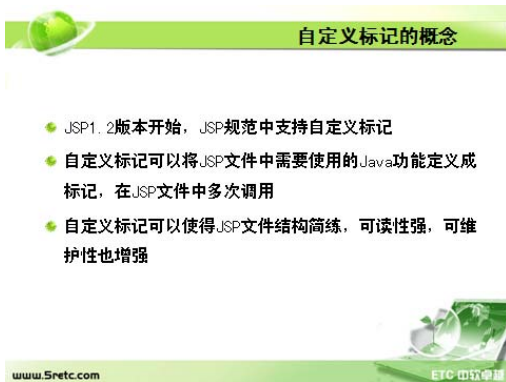 自定义标记的概念
JSP1.2版本开始，JSP规范中支持自定义标记
自定义标记可以将JSP文件中需要使用的Java功能定义成
标记，在JSP文件中多次调用
自定义标记可以使得JSP文件结构简练，可读性强，可维
护性也增强
www.5retc.com
ETC 中软卓越